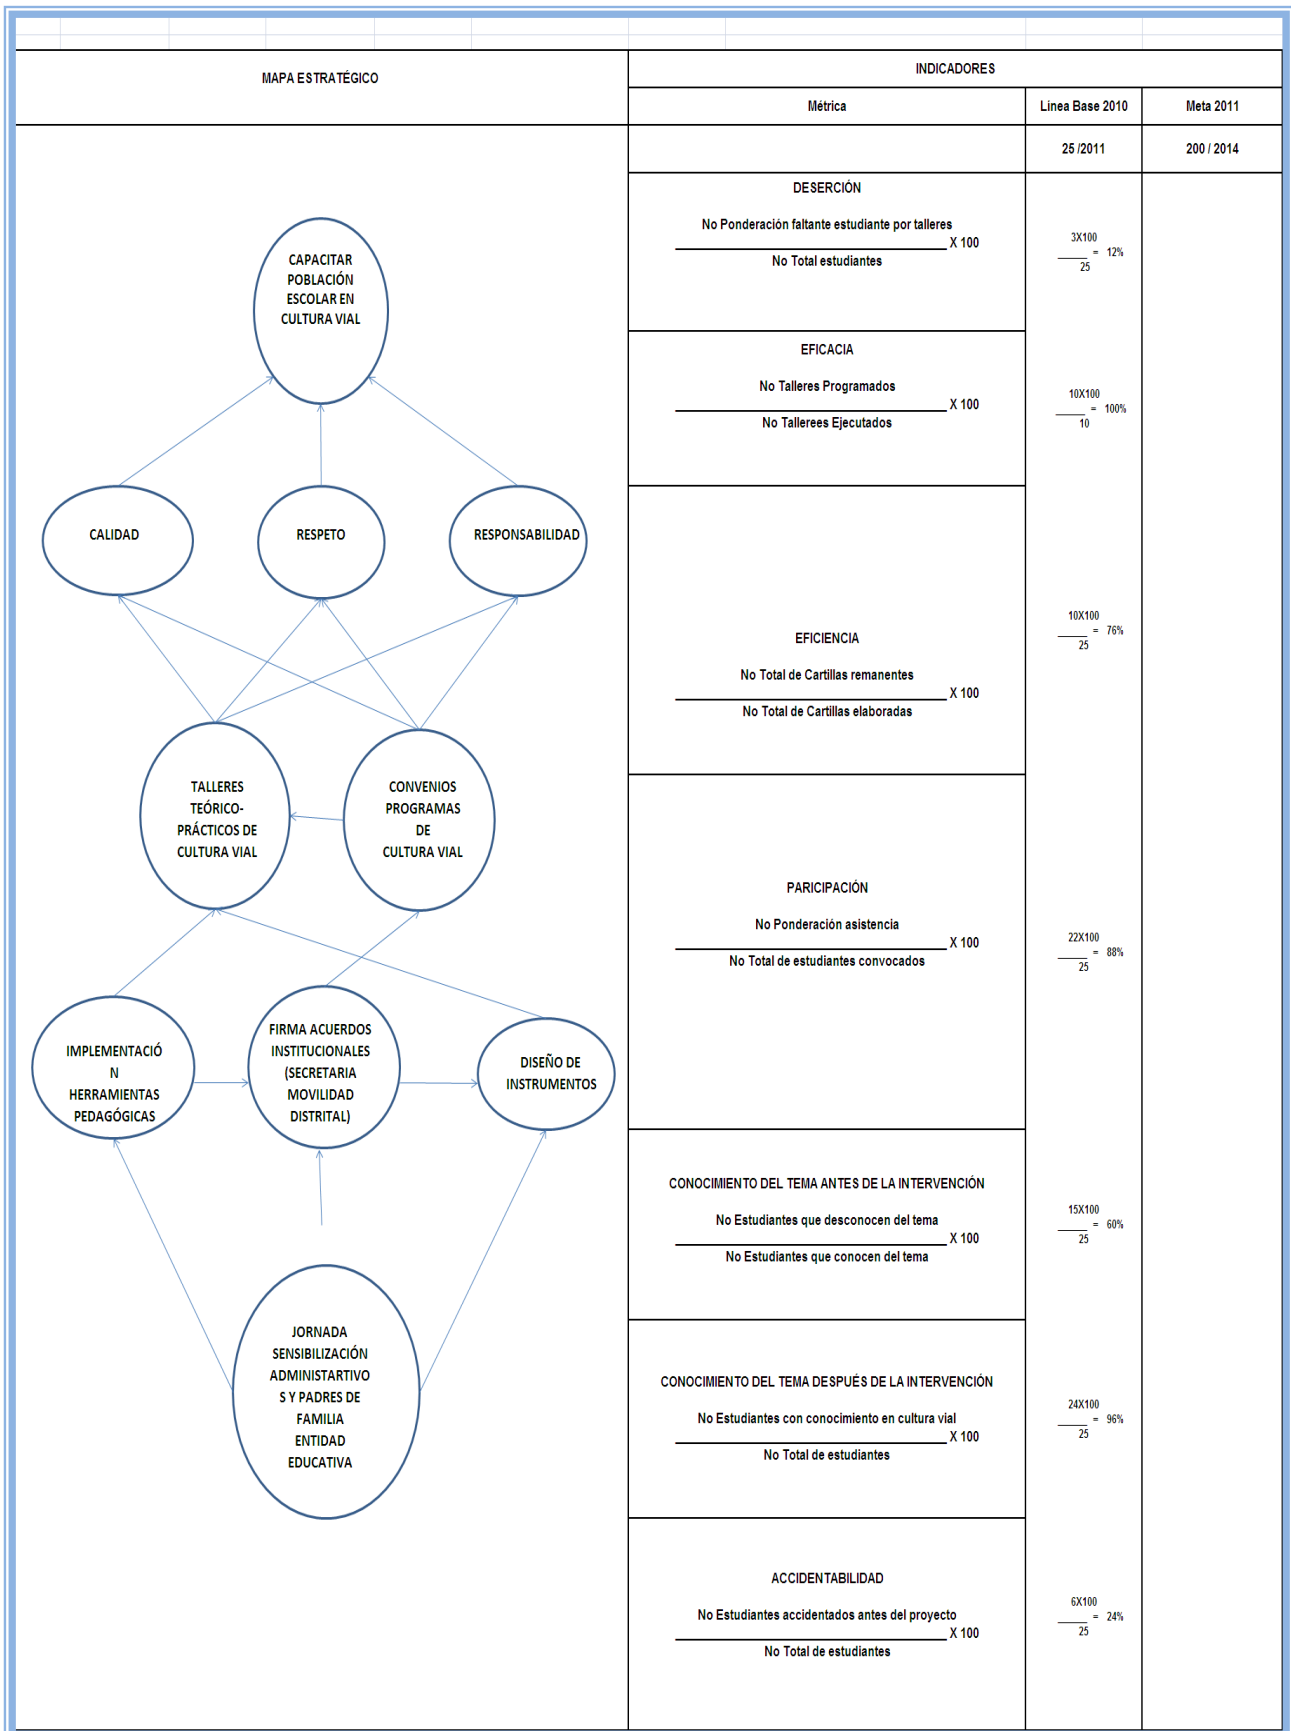 MAPA ESTRATÉGICO
INDICADORES
Métrica
Linea Base 2010
Meta 2011
25 /2011
200 / 2014
CAPACITAR
POBLACIÓN
ESCOLAR EN
CULTURA VIAL
CALIDAD
RESPETO
RESPONSABILIDAD
TALLERES
TEÓRICO-
PRÁCTICOS DE
CULTURA VIAL
CONVENIOS
PROGRAMAS
DE
CULTURA VIAL
IMPLEMENTACIÓ
N
HERRAMIENTAS
PEDAGÓGICAS
FIRMA ACUERDOS
INSTITUCIONALES
(SECRETARIA
MOVILIDAD
DISTRITAL)
DISEÑO DE
INSTRUMENTOS
JORNADA
SENSIBILIZACIÓN
ADMINISTARTIVO
S Y PADRES DE
FAMILIA
ENTIDAD
EDUCATIVA
DESERCIÓN
No Ponderación faltante estudiante por talleres
X 100
No Total estudiantes
3X100
= 12%
25
EFICACIA
No Talleres Programados
X 100
No Tallerees Ejecutados
10X100
= 100%
10
EFICIENCIA
No Total de Cartillas remanentes
X 100
No Total de Cartillas elaboradas
10X100
= 76%
25
PARICIPACIÓN
No Ponderación asistencia
X 100
No Total de estudiantes convocados
22X100
= 88%
25
CONOCIMIENTO DEL TEMA ANTES DE LA INTERVENCIÓN
No Estudiantes que desconocen del tema
X 100
No Estudiantes que conocen del tema
15X100
= 60%
25
CONOCIMIENTO DEL TEMA DESPUÉS DE LA INTERVENCIÓN
No Estudiantes con conocimiento en cultura vial
X 100
No Total de estudiantes
24X100
= 96%
25
ACCIDENTABILIDAD
No Estudiantes accidentados antes del proyecto
X 100
No Total de estudiantes
6X100
= 24%
25